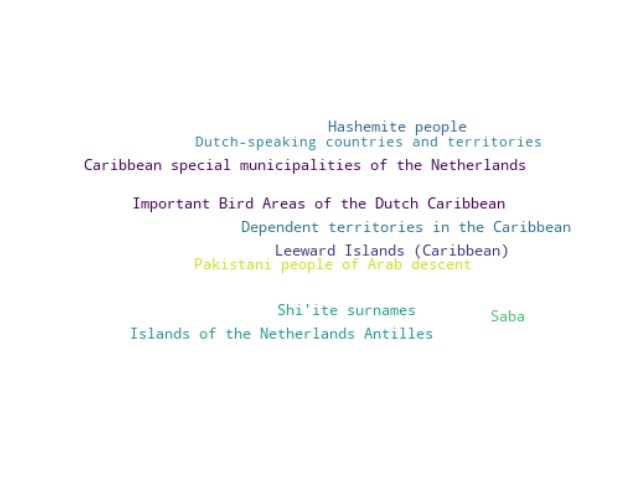 Hashemite people
Dutch-speaking countries and territories
Caribbean special municipalities of the Netherlands
Important Bird Areas of the Dutch Caribbean
Dependent territories in the Caribbean
Leeward Islands (Caribbean)
Pakistani people of Arab descent
Shi'ite surnames
Saba
Islands of the Netherlands Antilles